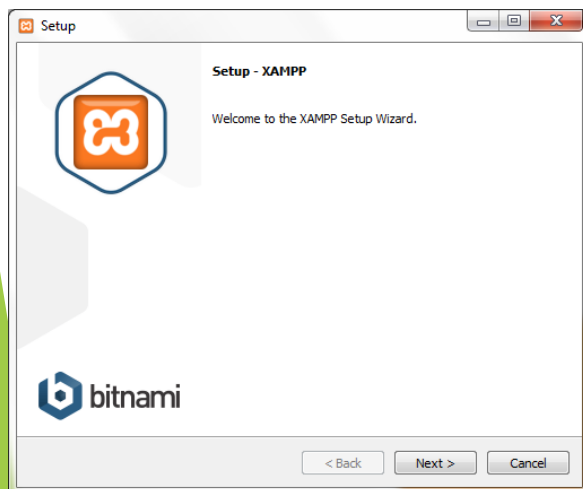 Setup
Setup - XAMPP
Welcome to the XAMPP Setup Wizard.
bitnami
< Back
Next >
Cancel